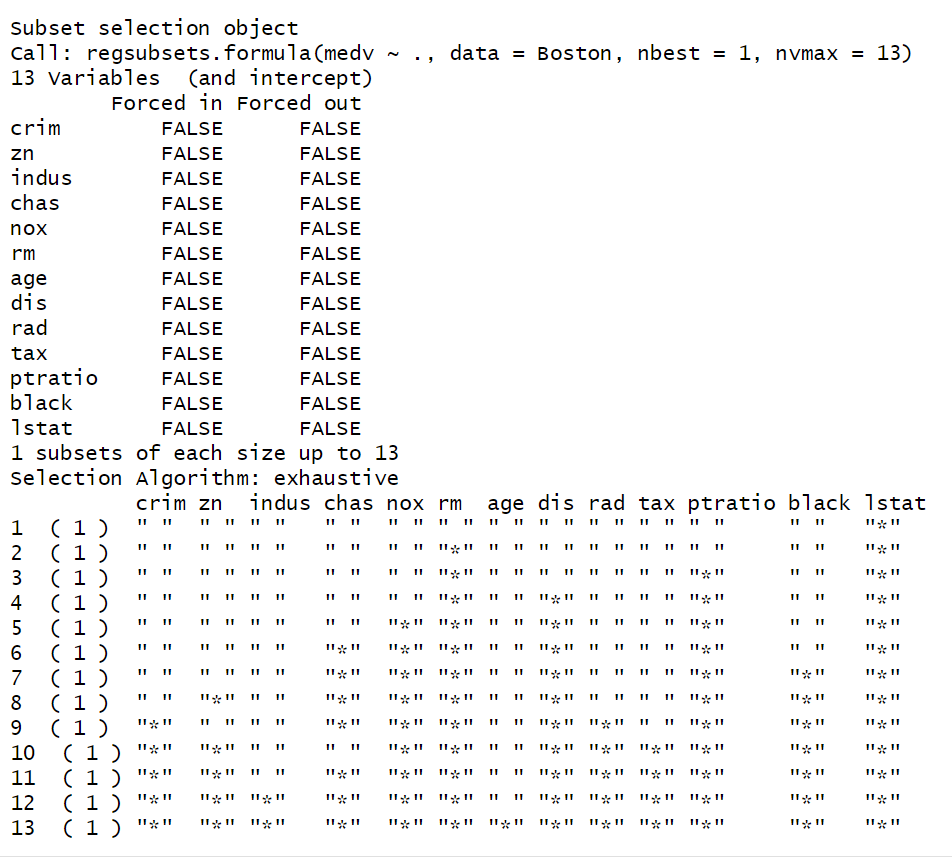 Subset selection object
Call: regsubsets.formula(medv ~ ., data = Boston, nbest = 1, nvmax = 13)
13 Variables  (and intercept)
        Forced in Forced out
crim        FALSE      FALSE
zn          FALSE      FALSE
indus       FALSE      FALSE
chas        FALSE      FALSE
nox         FALSE      FALSE
rm          FALSE      FALSE
age         FALSE      FALSE
dis         FALSE      FALSE
rad         FALSE      FALSE
tax         FALSE      FALSE
ptratio     FALSE      FALSE
black       FALSE      FALSE
lstat       FALSE      FALSE
1 subsets of each size up to 13
Selection Algorithm: exhaustive
          crim zn  indus chas nox rm  age dis rad tax ptratio black lstat
1  ( 1 )  " "  " " " "   " "  " " " " " " " " " " " " " "     " "   "*"
2  ( 1 )  " "  " " " "   " "  " " "*" " " " " " " " " " "     " "   "*"
3  ( 1 )  " "  " " " "   " "  " " "*" " " " " " " " " "*"     " "   "*"
4  ( 1 )  " "  " " " "   " "  " " "*" " " "*" " " " " "*"     " "   "*"
5  ( 1 )  " "  " " " "   " "  "*" "*" " " "*" " " " " "*"     " "   "*"
6  ( 1 )  " "  " " " "   "*"  "*" "*" " " "*" " " " " "*"     " "   "*"
7  ( 1 )  " "  " " " "   "*"  "*" "*" " " "*" " " " " "*"     "*"   "*"
8  ( 1 )  " "  "*" " "   "*"  "*" "*" " " "*" " " " " "*"     "*"   "*"
9  ( 1 )  "*"  " " " "   "*"  "*" "*" " " "*" "*" " " "*"     "*"   "*"
10  ( 1 ) "*"  "*" " "   " "  "*" "*" " " "*" "*" "*" "*"     "*"   "*"
11  ( 1 ) "*"  "*" " "   "*"  "*" "*" " " "*" "*" "*" "*"     "*"   "*"
12  ( 1 ) "*"  "*" "*"   "*"  "*" "*" " " "*" "*" "*" "*"     "*"   "*"
13  ( 1 ) "*"  "*" "*"   "*"  "*" "*" "*" "*" "*" "*" "*"     "*"   "*"